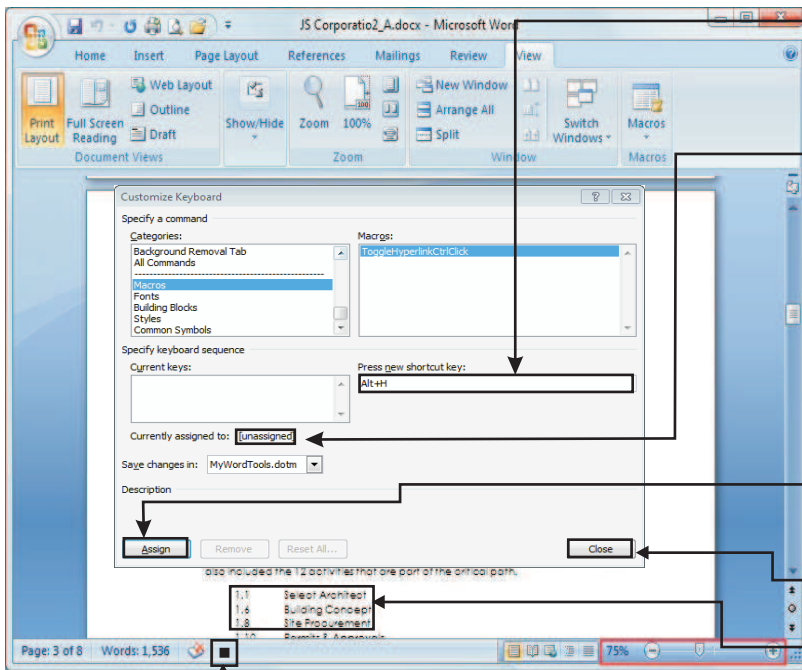 JS Corporatio2_A.docx - Microsoft Word
Home Insert Page Layout References Mailings Review View
Print Layout
Full Screen Reading
Web Layout
Outline
Draft
Document Views
Show/Hide
Zoom
100%
Zoom
New Window
Arrange All
Split
Switch Windows
Window
Macros
Macros
Customize Keyboard
Specify a command
Categories:
Background Removal Tab
All Commands
Macros
Fonts
Building Blocks
Styles
Common Symbols
Macros:
ToggleHyperlinkCtrlClick
Specify keyboard sequence
Current keys:
Press new shortcut key:
Alt+H
Currently assigned to: [unassigned]
Save changes in: MyWordTools.dotm
Description
Assign Remove Reset All... Close
also included the 12 activities that are part of the critical path.
1.1 Select Architect
1.6 Building Concept
1.8 Site Procurement
1.10 Permits & Approvals
Page: 3 of 8 Words: 1,536 75%